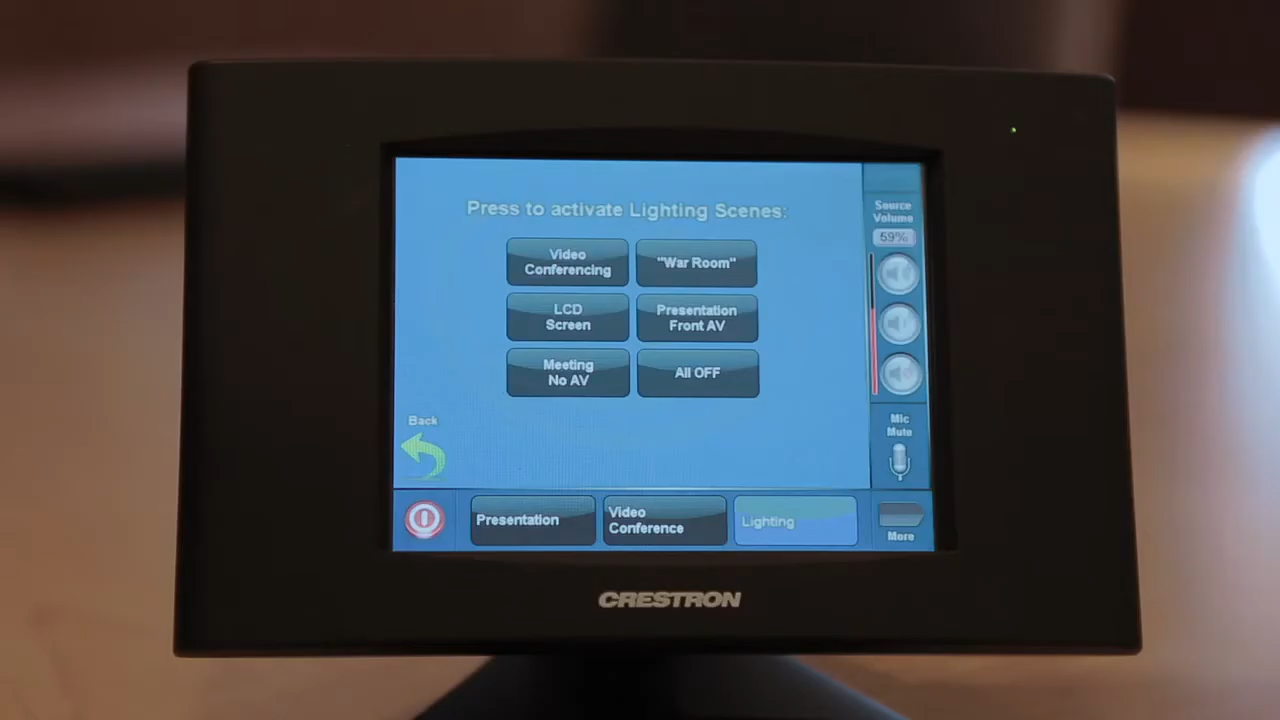 Press to activate Lighting Scenes:
Video
Conferencing
"War Room"
LCD
Screen
Presentation
Front AV
Meeting
No AV
All OFF
Back
Source
Volume
59%
Mic
Mute
Presentation
Video
Conference
Lighting
More
CRESTRON